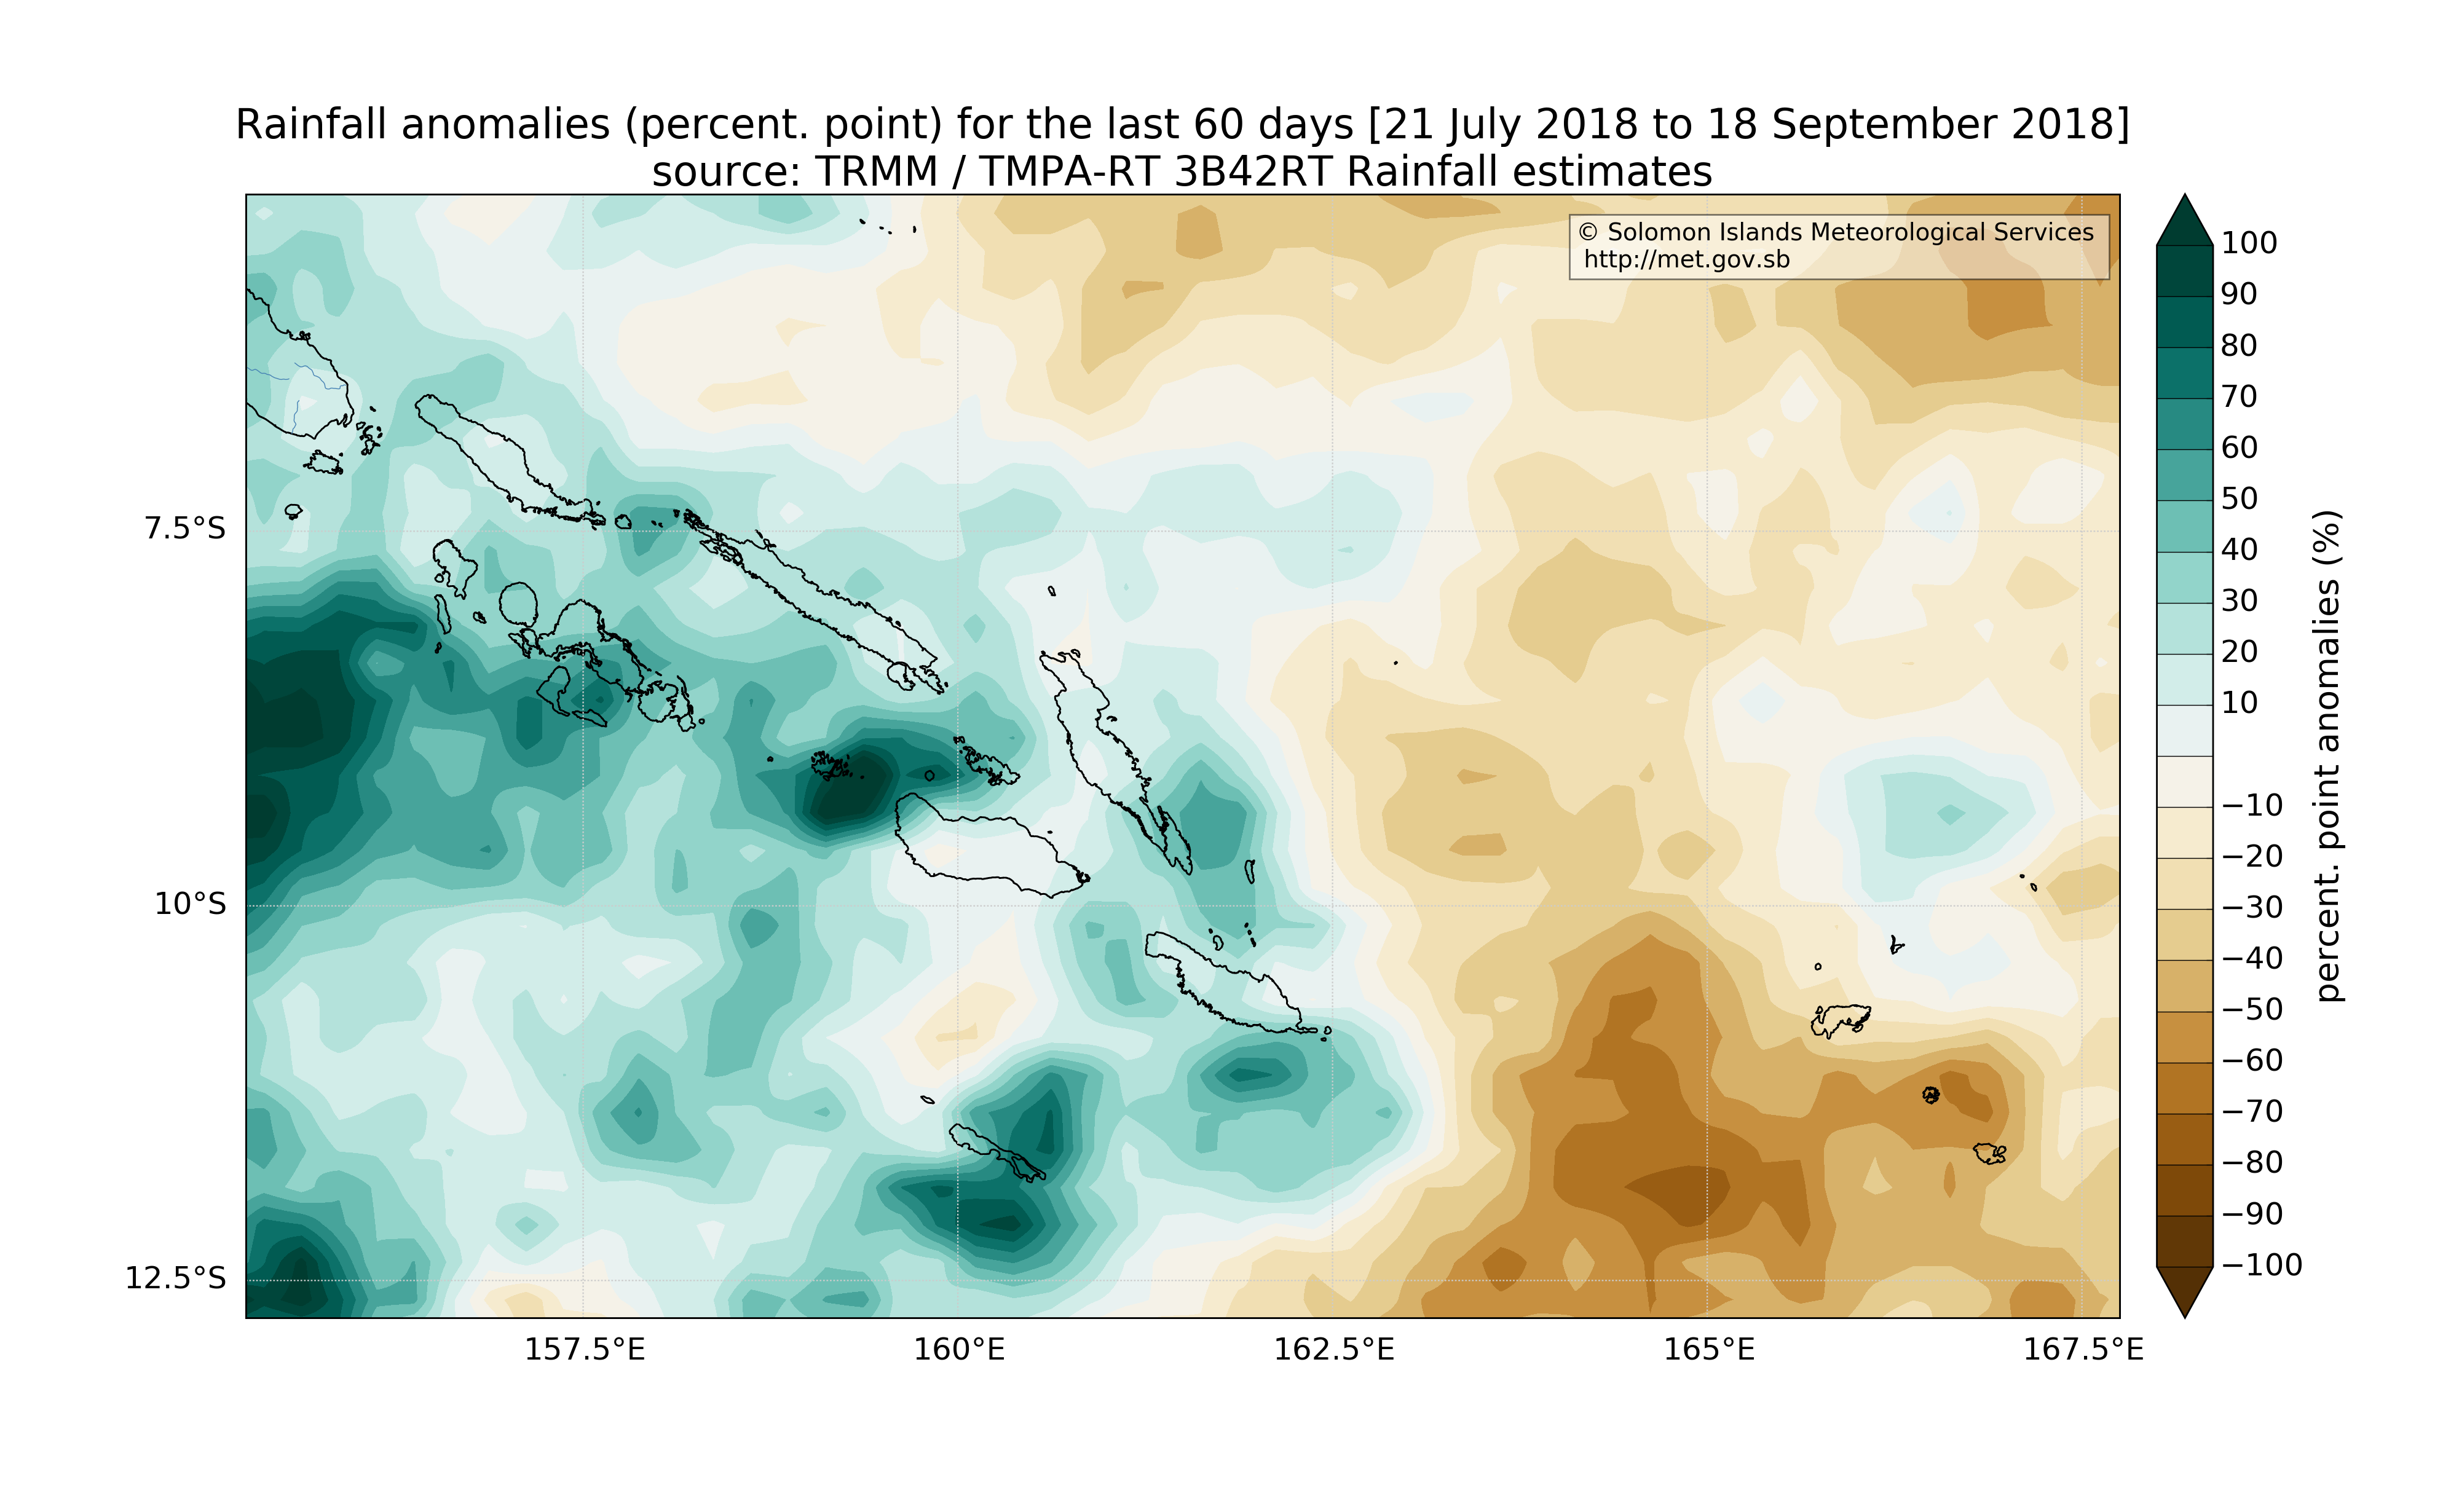 Rainfall anomalies (percent. point) for the last 60 days [21 July 2018 to 18 September 2018]
source: TRMM / TMPA-RT 3B42RT Rainfall estimates
© Solomon Islands Meteorological Services
http://met.gov.sb
7.5°S
10°S
12.5°S
157.5°E
160°E
162.5°E
165°E
167.5°E
100
90
80
70
60
50
40
30
20
10
−10
−20
−30
−40
−50
−60
−70
−80
−90
−100
percent. point anomalies (%)